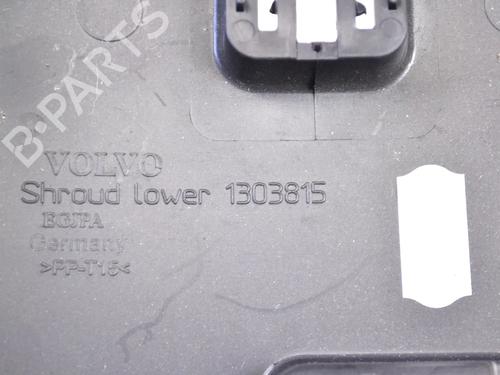 B-PARTS
VOLVO
Shroud lower 1303815
EGJPA
Germany
>PP-T15<